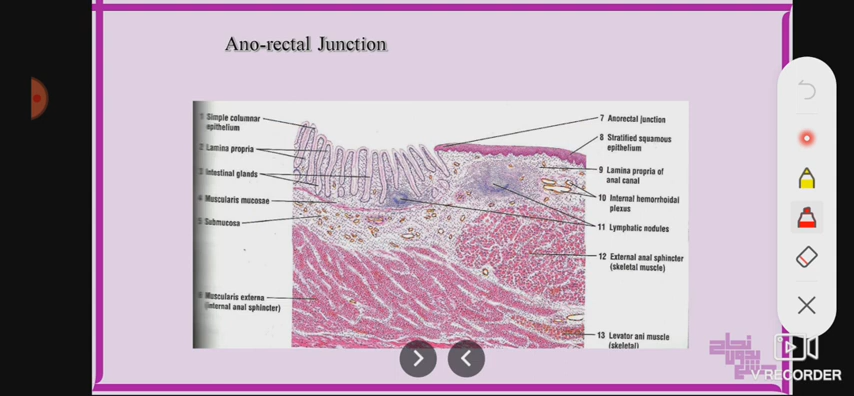 Ano-rectal Junction
1 Simple columnar
epithelium
2 Lamina propria
3 Intestinal glands
4 Muscularis mucosae
5 Submucosa
6 Muscularis externa
(internal anal sphincter)
7 Anorectal junction
8 Stratified squamous
epithelium
9 Lamina propria of
anal canal
10 Internal hemorrhoidal
plexus
11 Lymphatic nodules
12 External anal sphincter
(skeletal muscle)
13 Levator ani muscle
(skeletal)
V RECORDER